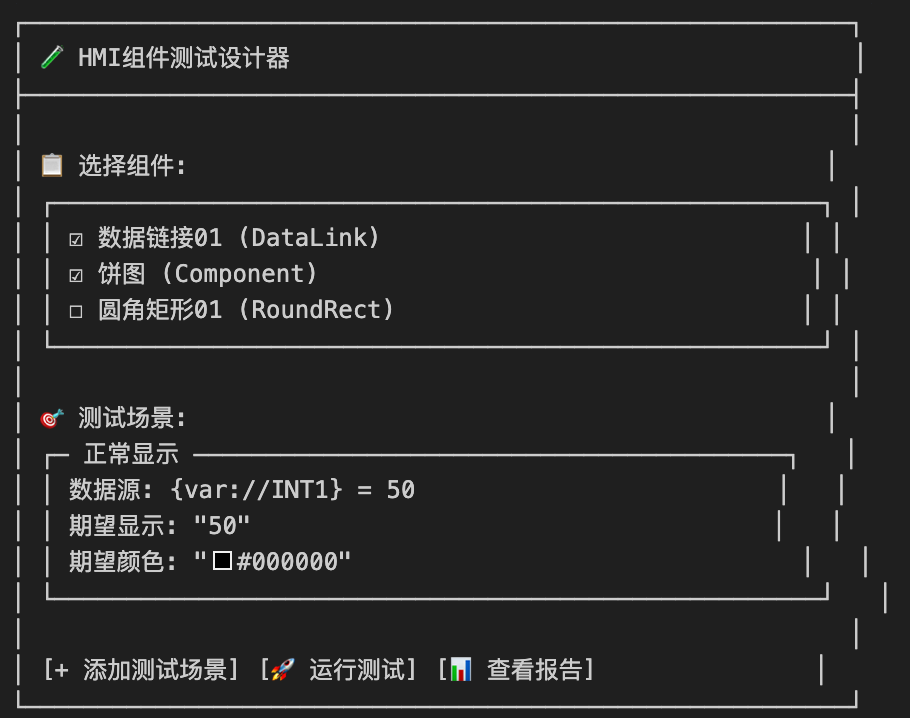 🧪 HMI组件测试设计器
📋 选择组件:
☑ 数据链接01 (DataLink)
☑ 饼图 (Component)
☐ 圆角矩形01 (RoundRect)
🎯 测试场景:
正常显示
数据源: {var://INT1} = 50
期望显示: "50"
期望颜色: "#000000"
[+ 添加测试场景] [🚀 运行测试] [📊 查看报告]